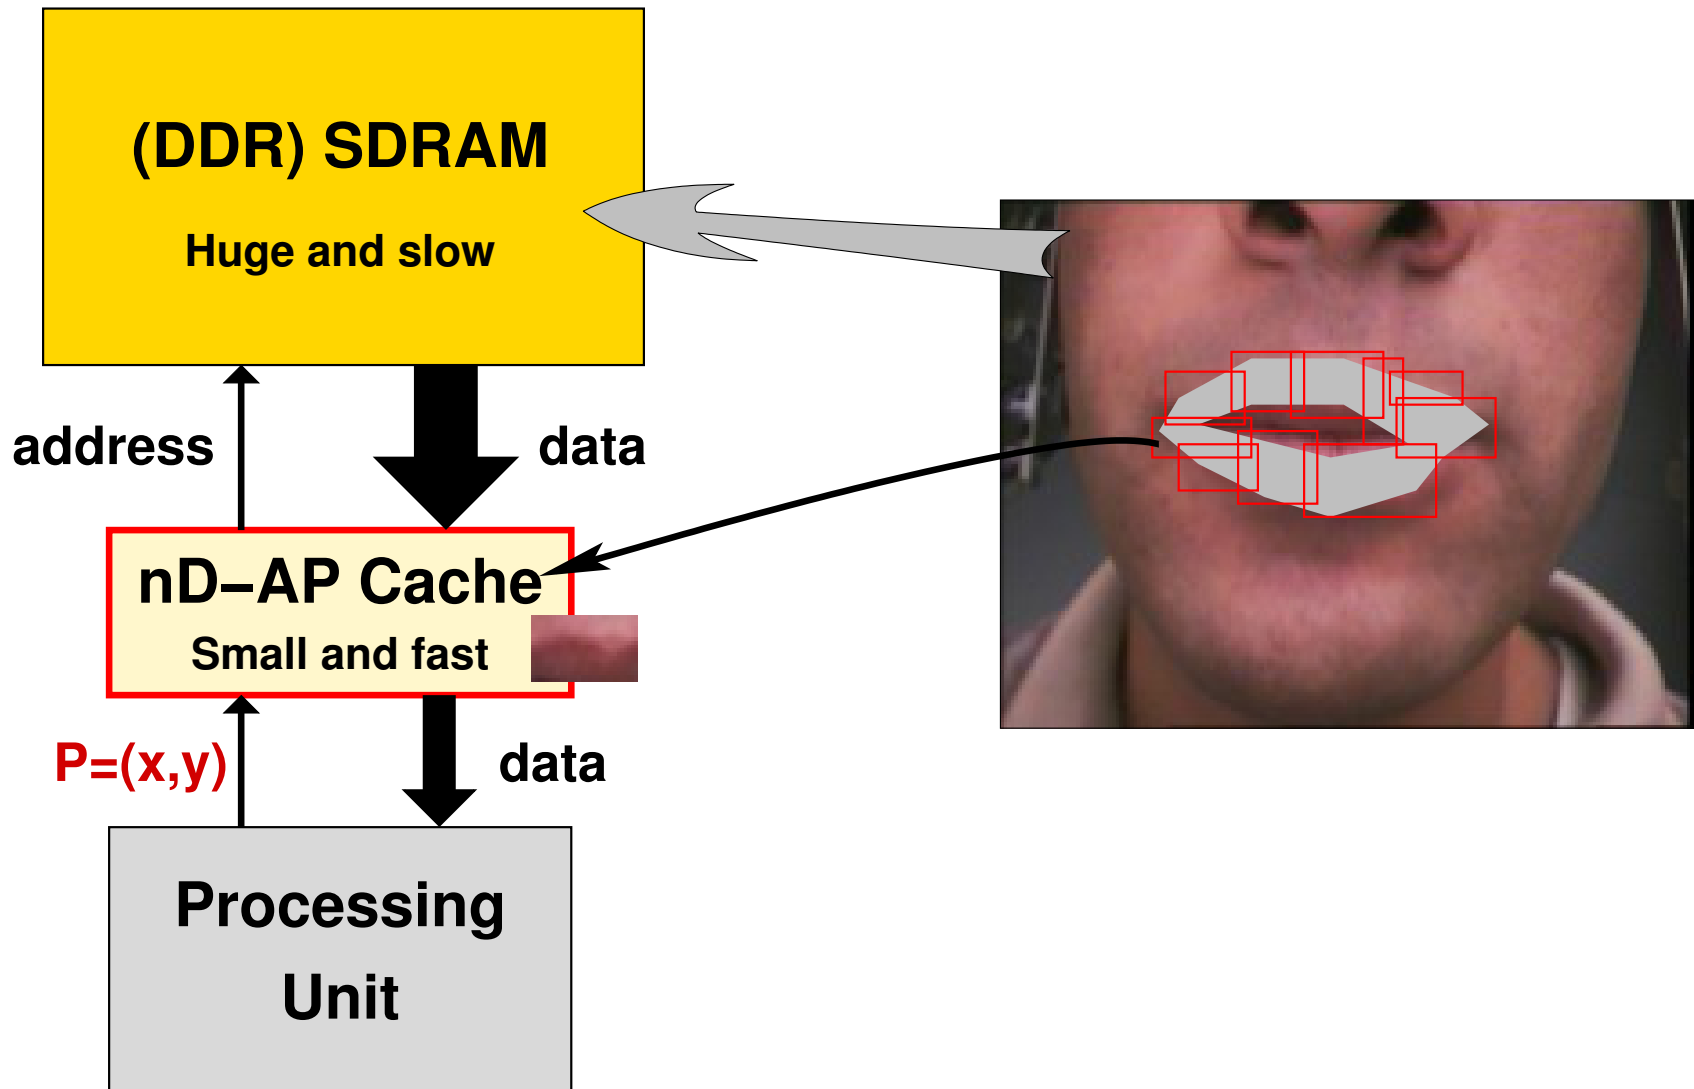 (DDR) SDRAM
Huge and slow
address
data
nD–AP Cache
Small and fast
P=(x,y)
data
Processing
Unit